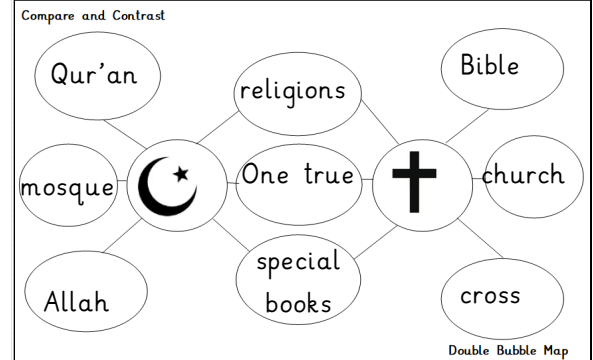 Compare and Contrast
Qur'an
religions
Bible
mosque
One true
church
Allah
special
books
cross
Double Bubble Map